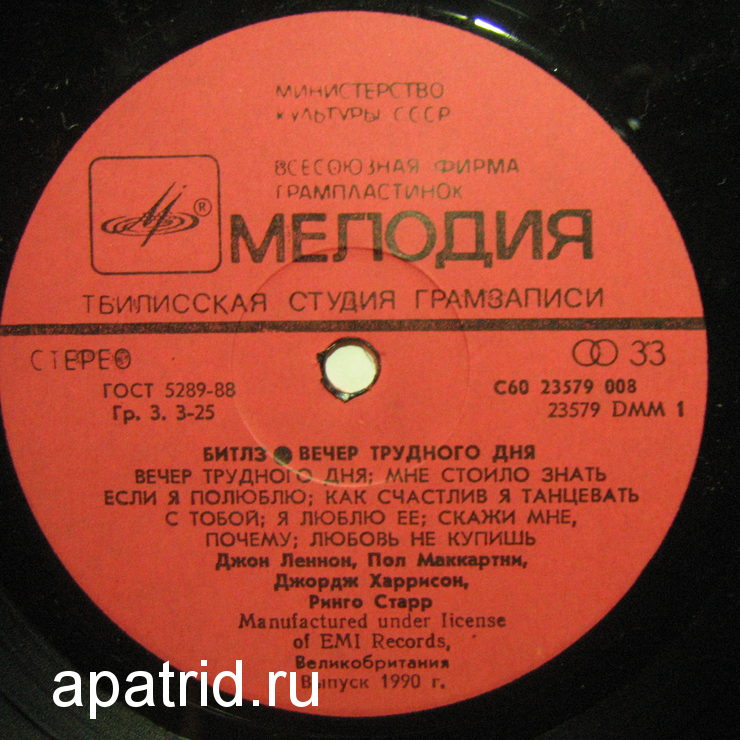 МИНИСТЕРСТВО
КУЛЬТУРЫ СССР
ВСЕСОЮЗНАЯ ФИРМА
ГРАМПЛАСТИНОК
®
МЕЛОДИЯ
ТБИЛИССКАЯ СТУДИЯ ГРАМЗАПИСИ
СТЕРЕО
33
ГОСТ 5289-88
С60 23579 008
Гр. 3. 3-25
23579 DMM 1
БИТЛЗ ● ВЕЧЕР ТРУДНОГО ДНЯ
ВЕЧЕР ТРУДНОГО ДНЯ; МНЕ СТОИЛО ЗНАТЬ
ЕСЛИ Я ПОЛЮБЛЮ; КАК СЧАСТЛИВ Я ТАНЦЕВАТЬ
С ТОБОЙ; Я ЛЮБЛЮ ЕЕ; СКАЖИ МНЕ,
ПОЧЕМУ; ЛЮБОВЬ НЕ КУПИШЬ
Джон Леннон, Пол Маккартни,
Джордж Харрисон,
Ринго Старр
Manufactured under license
of EMI Records,
Великобритания
Выпуск 1990 г.
apatrid.ru